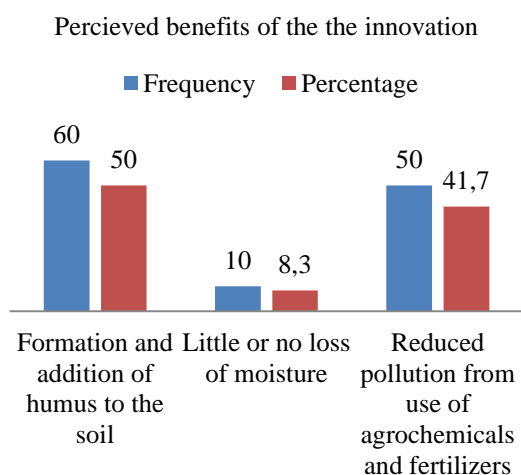 Percieved benefits of the the innovation
Frequency Percentage
60
50
10
8,3
50
41,7
Formation and
addition of
humus to the
soil
Little or no loss
of moisture
Reduced
pollution from
use of
agrochemicals
and fertilizers